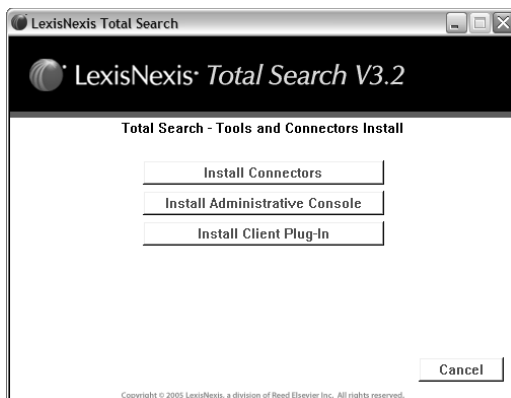 LexisNexis Total Search
LexisNexis® Total Search V3.2
Total Search - Tools and Connectors Install
Install Connectors
Install Administrative Console
Install Client Plug-In
Cancel
Copyright © 2005 LexisNexis, a division of Reed Elsevier Inc. All rights reserved.